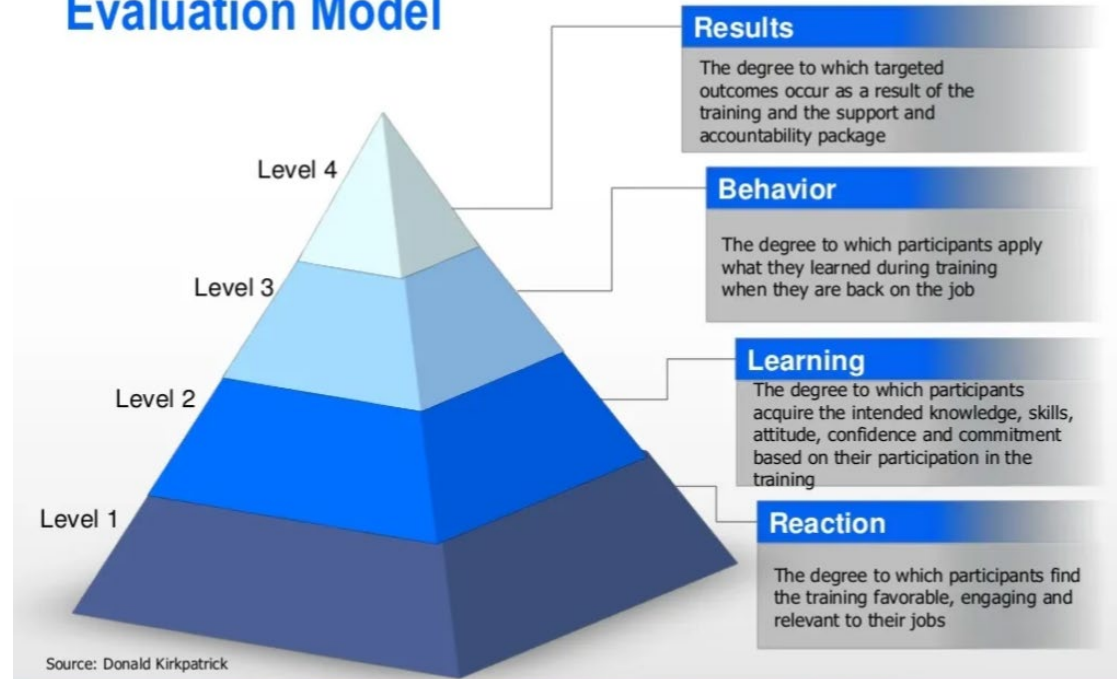 Evaluation Model
Results
The degree to which targeted
outcomes occur as a result of the
training and the support and
accountability package
Level 4
Behavior
The degree to which participants apply
what they learned during training
when they are back on the job
Level 3
Learning
The degree to which participants
acquire the intended knowledge, skills,
attitude, confidence and commitment
based on their participation in the
training
Level 2
Reaction
The degree to which participants find
the training favorable, engaging and
relevant to their jobs
Level 1
Source: Donald Kirkpatrick